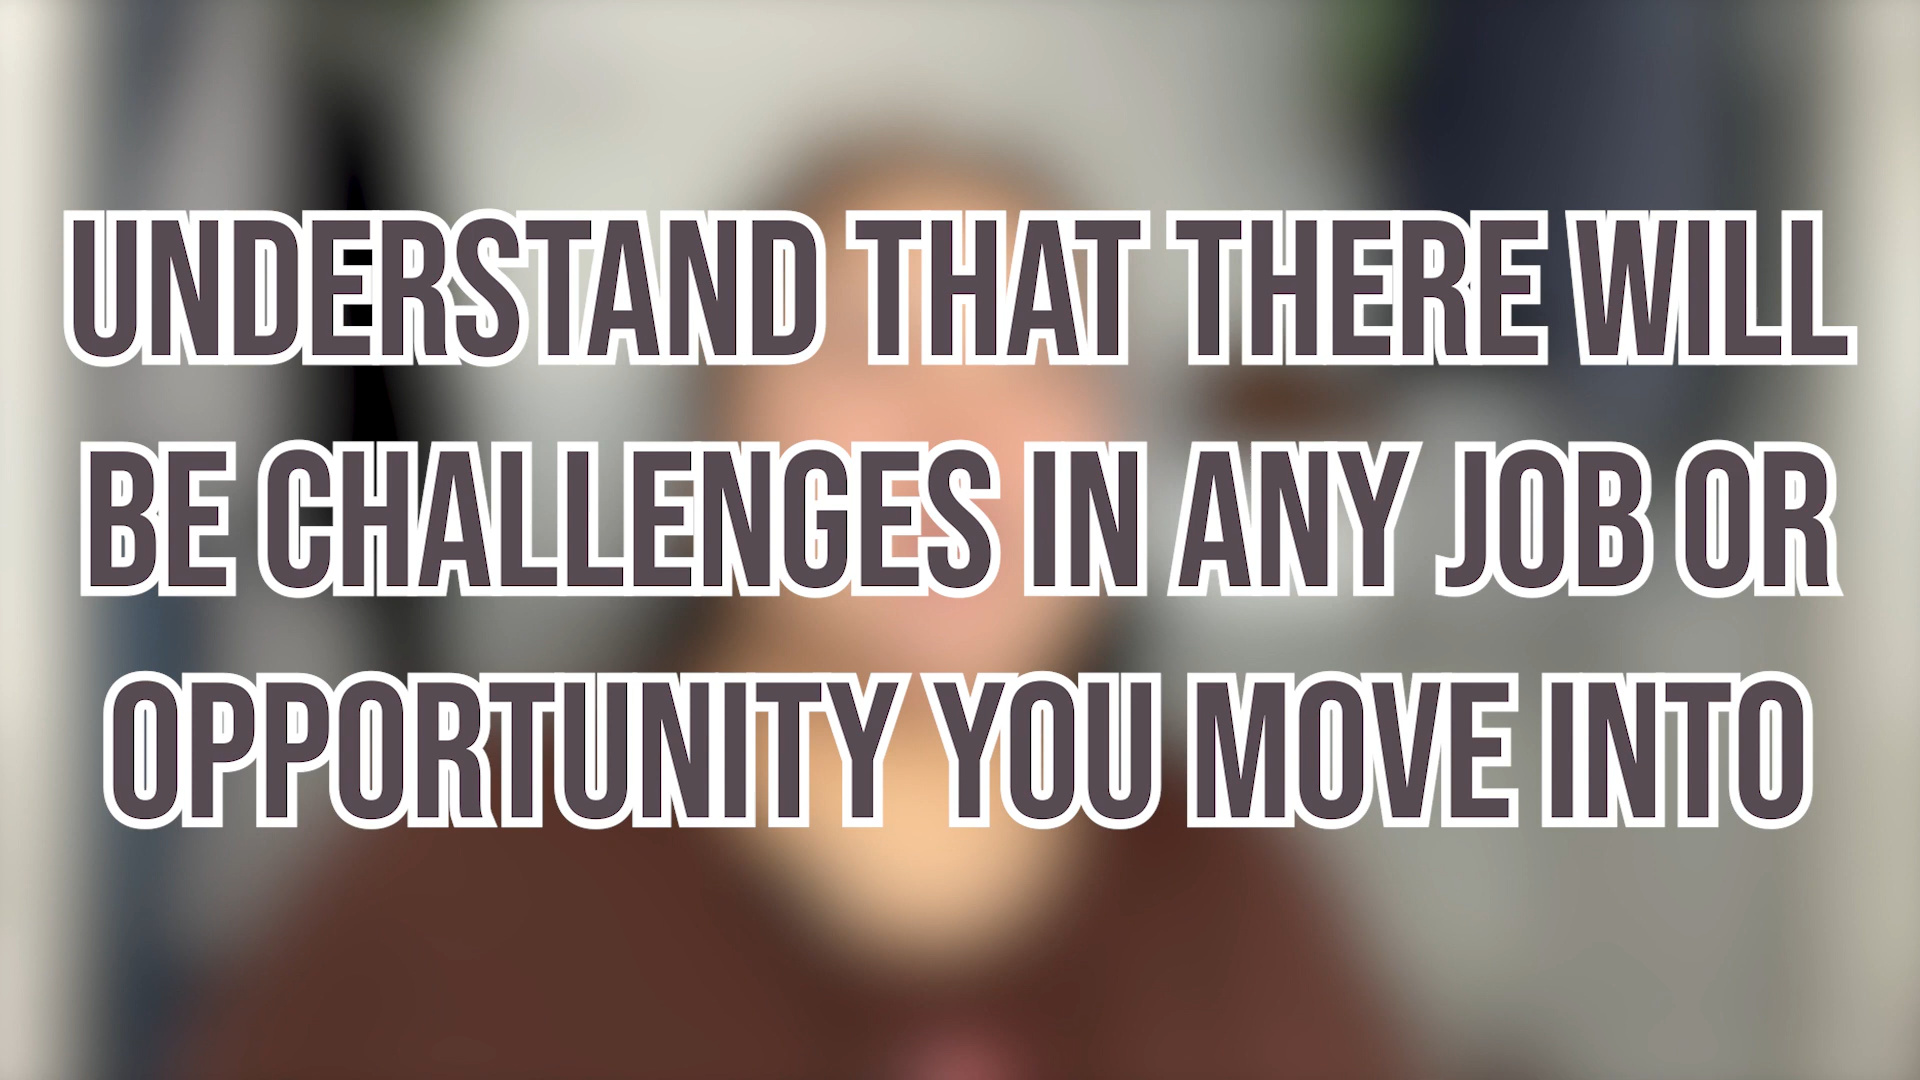 UNDERSTAND THAT THERE WILL
BE CHALLENGES IN ANY JOB OR
OPPORTUNITY YOU MOVE INTO